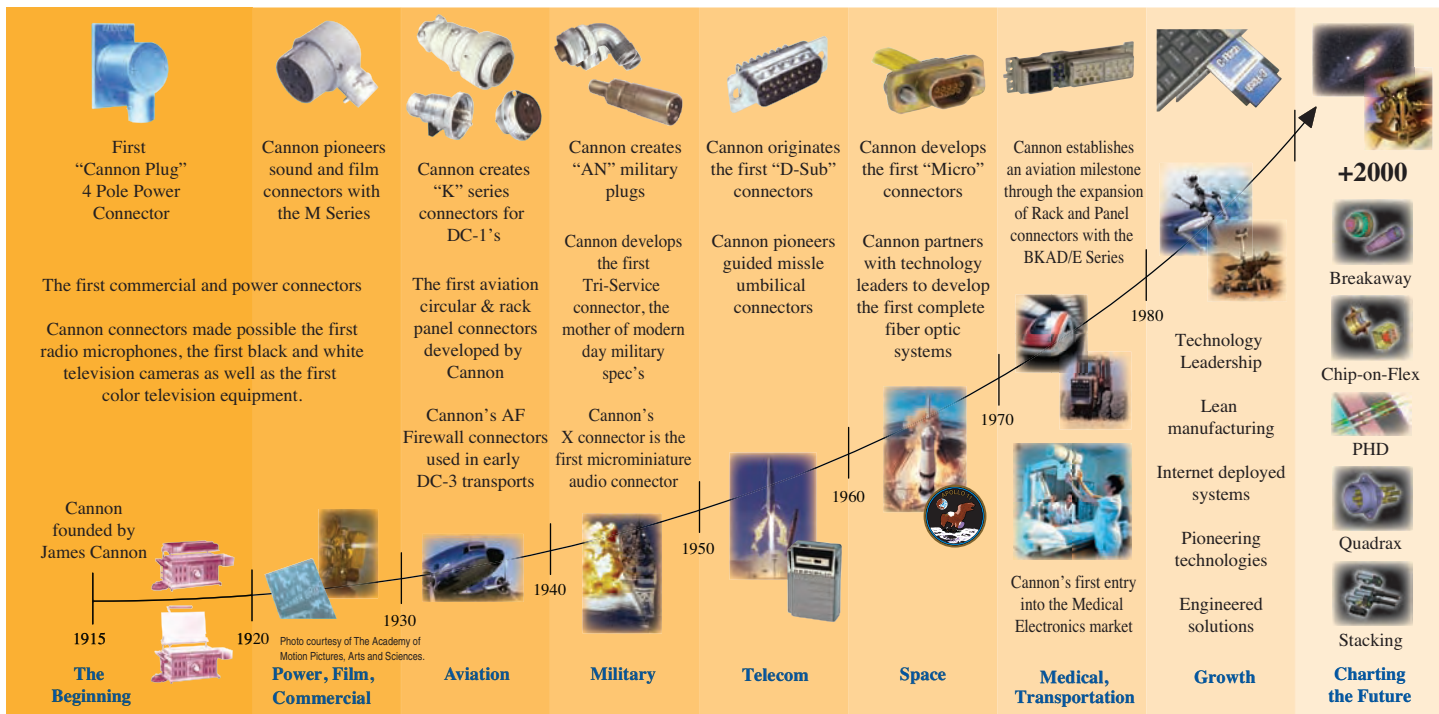 First
“Cannon Plug”
4 Pole Power
Connector
Cannon pioneers
sound and film
connectors with
the M Series
The first commercial and power connectors
Cannon connectors made possible the first
radio microphones, the first black and white
television cameras as well as the first
color television equipment.
Cannon
founded by
James Cannon
Cannon creates
“K” series
connectors for
DC-1’s
The first aviation
circular & rack
panel connectors
developed by
Cannon
Cannon’s AF
Firewall connectors
used in early
DC-3 transports
Cannon creates
“AN” military
plugs
Cannon develops
the first
Tri-Service
connector, the
mother of modern
day military
spec’s
Cannon’s
X connector is the
first microminiature
audio connector
Cannon originates
the first “D-Sub”
connectors
Cannon pioneers
guided missle
umbilical
connectors
Cannon develops
the first “Micro”
connectors
Cannon partners
with technology
leaders to develop
the first complete
fiber optic
systems
APOLLO 11
Cannon establishes
an aviation milestone
through the expansion
of Rack and Panel
connectors with the
BKAD/E Series
Cannon’s first entry
into the Medical
Electronics market
Technology
Leadership
Lean
manufacturing
Internet deployed
systems
Pioneering
technologies
Engineered
solutions
+2000
Breakaway
Chip-on-Flex
PHD
Quadrax
Stacking
1915
1920
1930
1940
1950
1960
1970
1980
Photo courtesy of The Academy of
Motion Pictures, Arts and Sciences.
The
Beginning
Power, Film,
Commercial
Aviation
Military
Telecom
Space
Medical,
Transportation
Growth
Charting
the Future